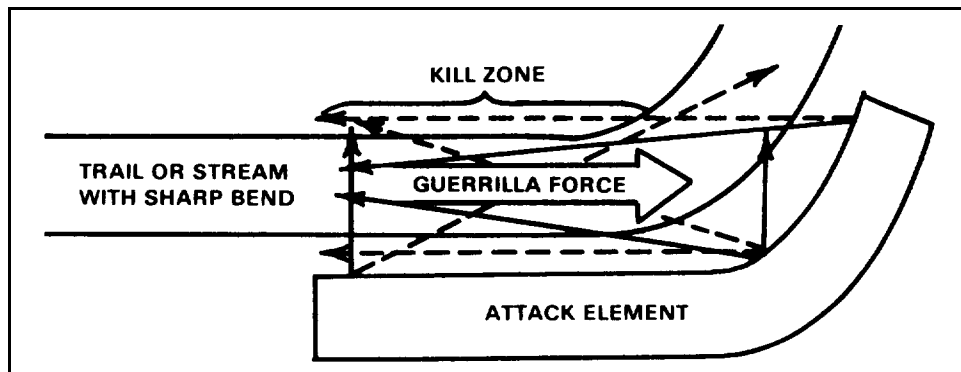 KILL ZONE
TRAIL OR STREAM
WITH SHARP BEND
GUERRILLA FORCE
ATTACK ELEMENT